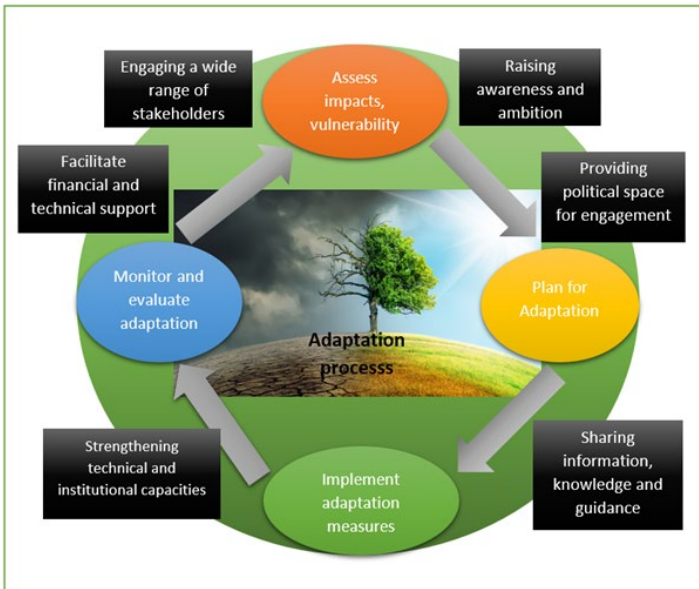 Engaging a wide
range of
stakeholders
Assess
impacts,
vulnerability
Raising
awareness and
ambition
Facilitate
financial and
technical support
Providing
political space
for engagement
Monitor and
evaluate
adaptation
Plan for
Adaptation
Adaptation
processs
Strengthening
technical and
institutional capacities
Implement
adaptation
measures
Sharing
information,
knowledge and
guidance